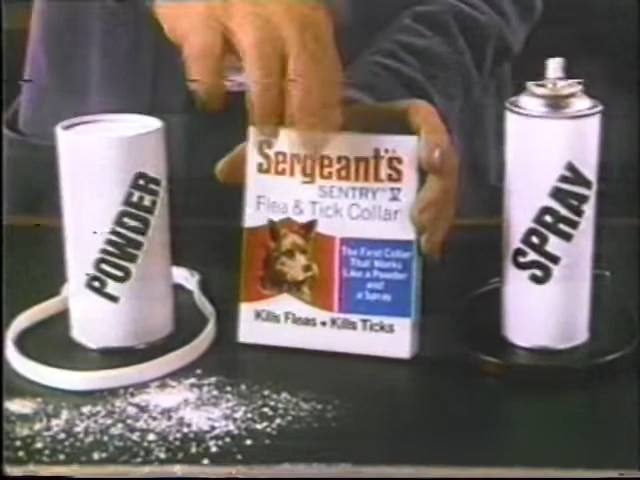 POWDER
Sergeant's
SENTRY V
Flea & Tick Collar
The First Collar
That Works
Like a Powder
and
a Spray
Kills Fleas • Kills Ticks
SPRAY